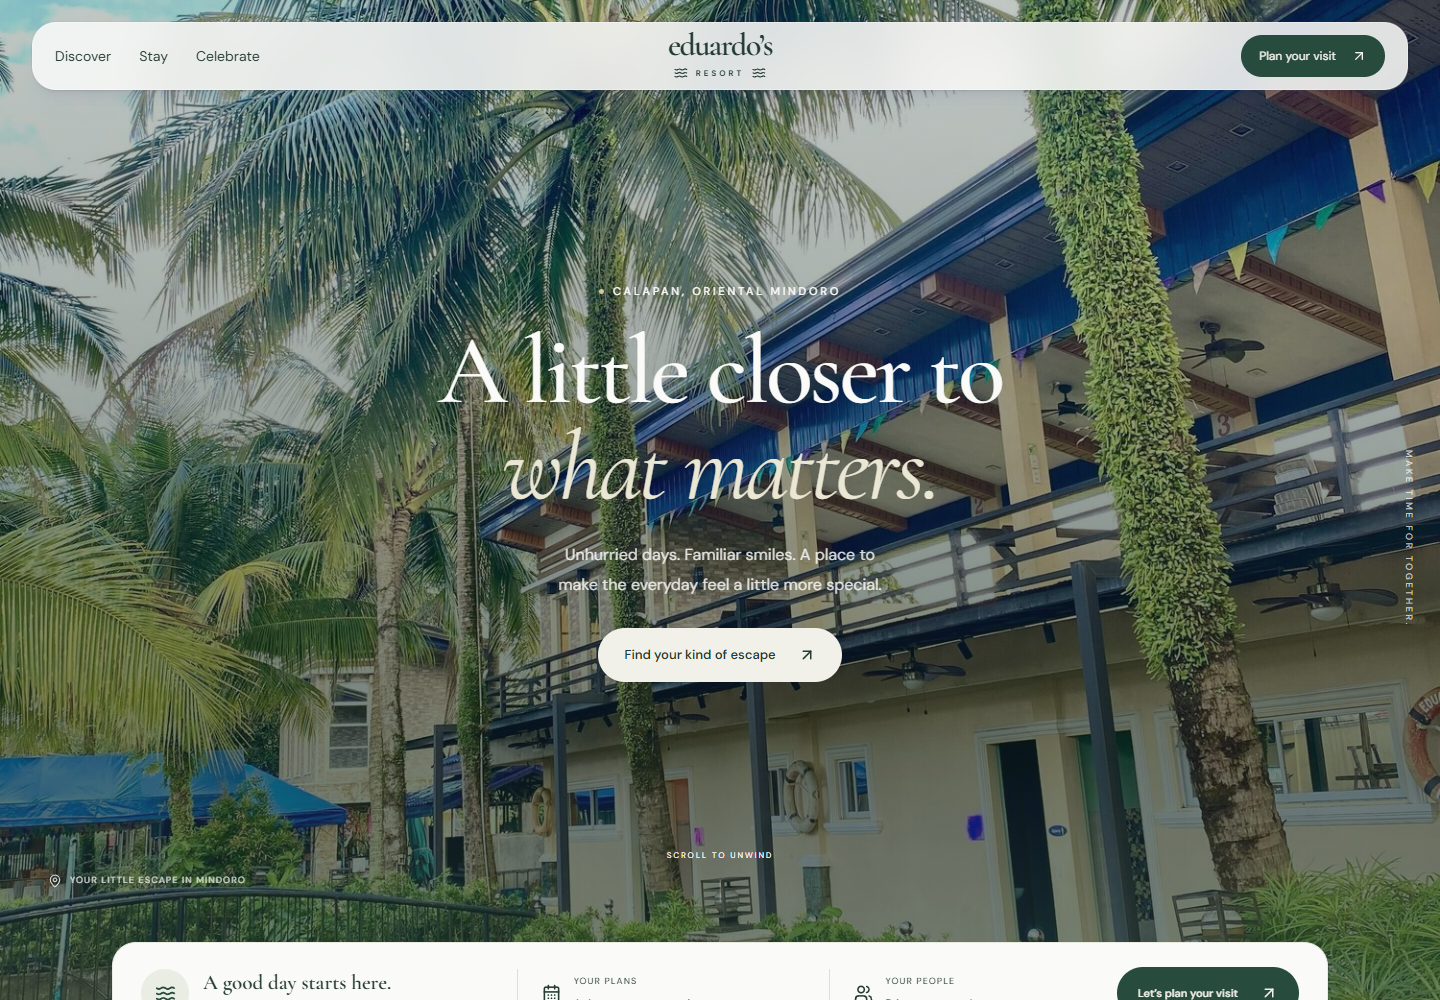 Discover
Stay
Celebrate
eduardo's
RESORT
Plan your visit
CALAPAN, ORIENTAL MINDORO
A little closer to
what matters.
Unhurried days. Familiar smiles. A place to
make the everyday feel a little more special.
Find your kind of escape
MAKE TIME FOR TOGETHER.
3
SCROLL TO UNWIND
YOUR LITTLE ESCAPE IN MINDORO
A good day starts here.
YOUR PLANS
YOUR PEOPLE
Let's plan your visit